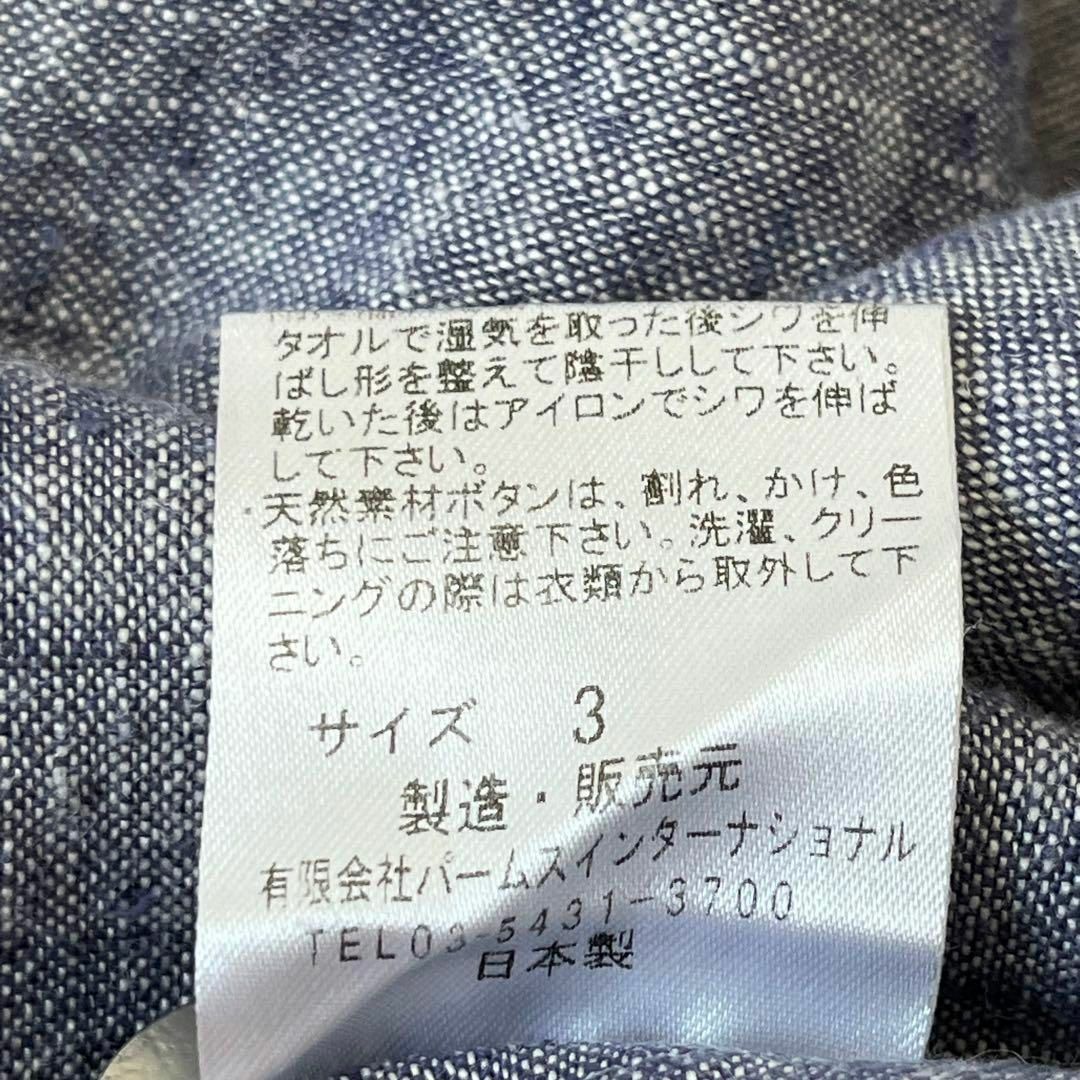 タオルで湿気を取った後シワを伸
ばし形を整えて陰干しして下さい。
乾いた後はアイロンでシワを伸ば
して下さい。
天然素材ボタンは、割れ、かけ、色
落ちにご注意下さい。洗濯、クリー
ニングの際は衣類から取外して下
さい。
サイズ 3
製造・販売元
有限会社パームスインターナショナル
TEL03-5431-3700
日本製